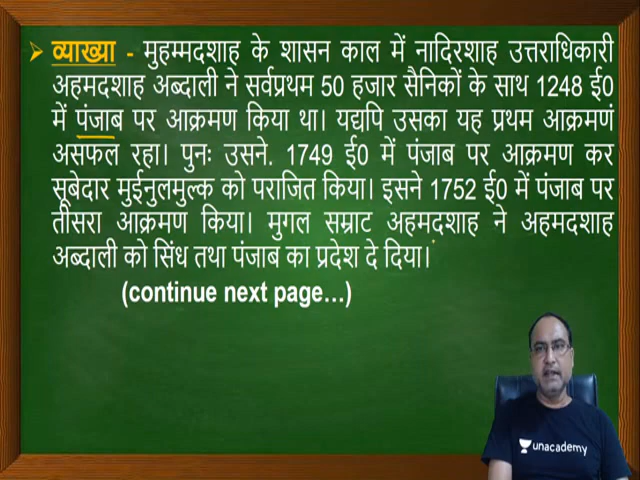 व्याख्या - मुहम्मदशाह के शासन काल में नादिरशाह उत्तराधिकारी
अहमदशाह अब्दाली ने सर्वप्रथम 50 हजार सैनिकों के साथ 1248 ई0
में पंजाब पर आक्रमण किया था। यद्यपि उसका यह प्रथम आक्रमणं
असफल रहा। पुनः उसने. 1749 ई0 में पंजाब पर आक्रमण कर
सूबेदार मुईनुलमुल्क को पराजित किया। इसने 1752 ई0 में पंजाब पर
तीसरा आक्रमण किया। मुगल सम्राट अहमदशाह ने अहमदशाह
अब्दाली को सिंध तथा पंजाब का प्रदेश दे दिया।
(continue next page...)
unacademy